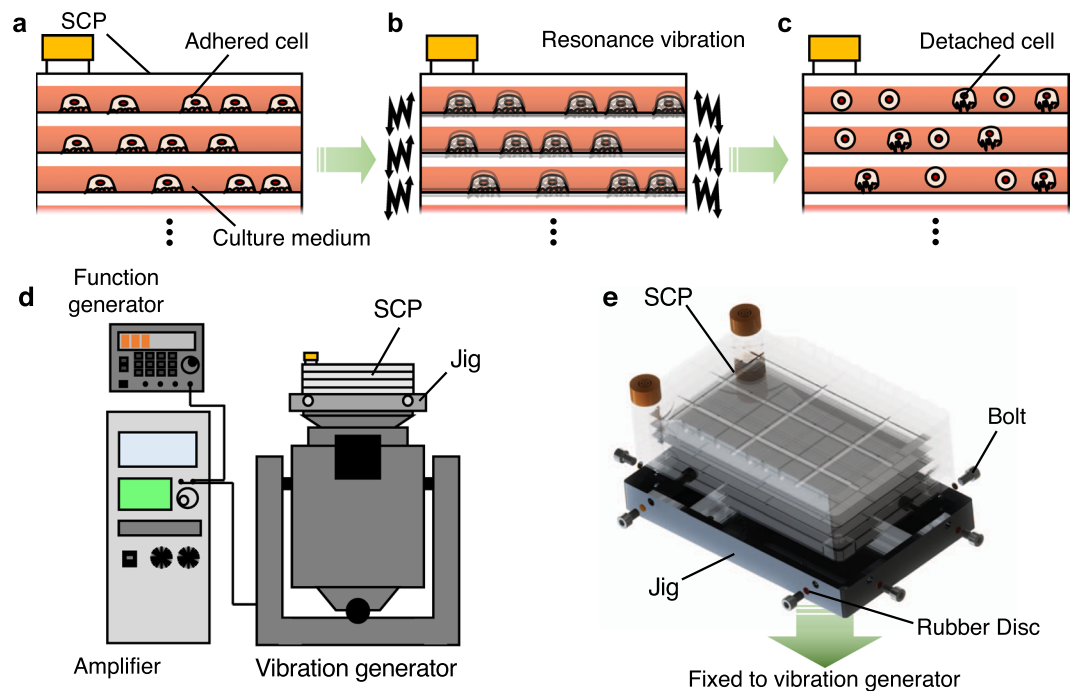 a
SCP
Adhered cell
Culture medium
b
Resonance vibration
c
Detached cell
d
Function
generator
SCP
Jig
Amplifier
Vibration generator
e
SCP
Bolt
Jig
Rubber Disc
Fixed to vibration generator